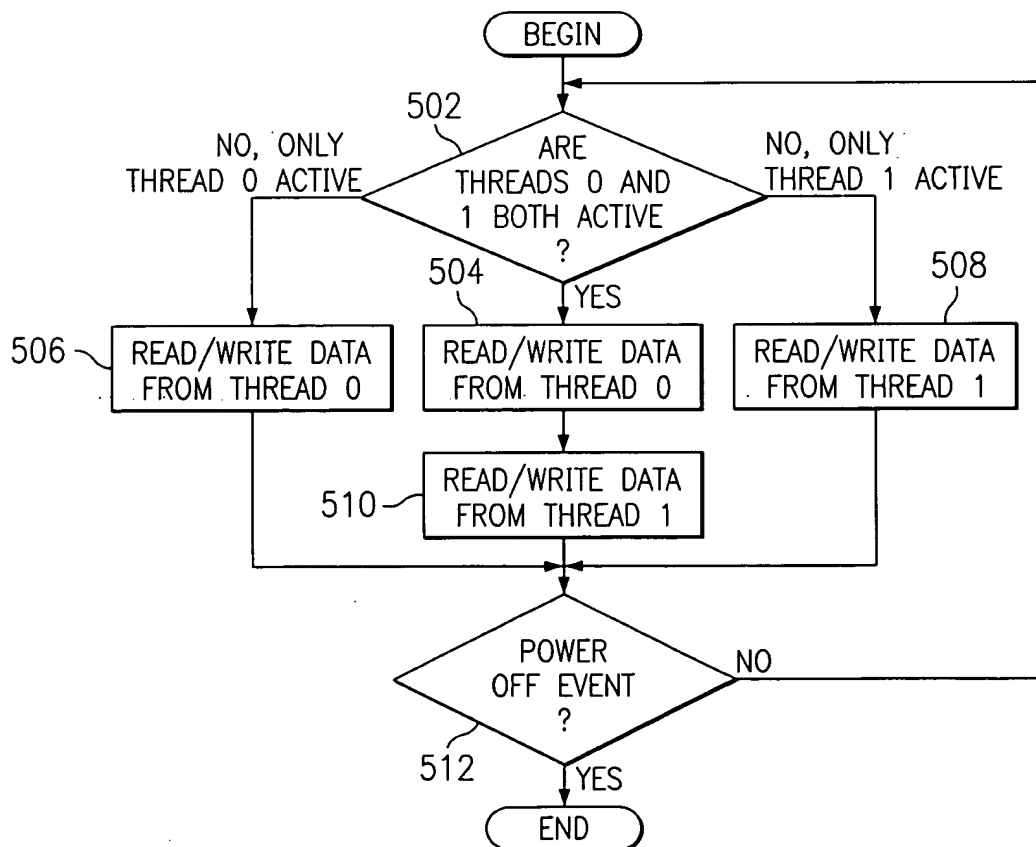 BEGIN
502
NO, ONLY
THREAD 0 ACTIVE
ARE
THREADS 0 AND
1 BOTH ACTIVE
?
NO, ONLY
THREAD 1 ACTIVE
504
YES
508
506
READ/WRITE DATA
FROM THREAD 0
READ/WRITE DATA
FROM THREAD 0
READ/WRITE DATA
FROM THREAD 1
510
READ/WRITE DATA
FROM THREAD 1
POWER
OFF EVENT
?
NO
512
YES
END